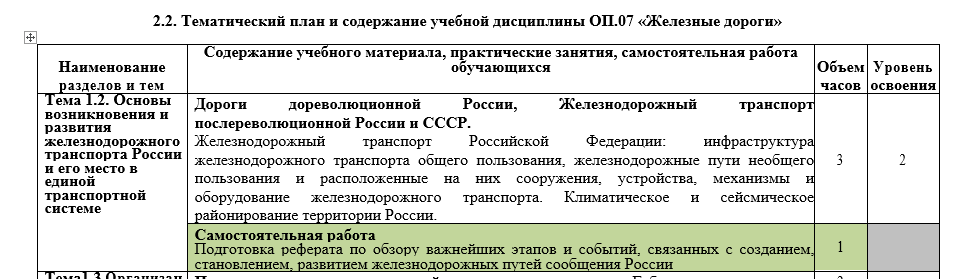 2.2. Тематический план и содержание учебной дисциплины ОП.07 «Железные дороги»
Наименование
разделов и тем
Содержание учебного материала, практические занятия, самостоятельная работа
обучающихся
Объем
часов
Уровень
освоения
Тема 1.2. Основы
возникновения и
развития
железнодорожного
транспорта России
и его место в
единой
транспортной
системе
Дороги дореволюционной России, Железнодорожный транспорт
послереволюционной России и СССР.
Железнодорожный транспорт Российской Федерации: инфраструктура
железнодорожного транспорта общего пользования, железнодорожные пути необщего
пользования и расположенные на них сооружения, устройства, механизмы и
оборудование железнодорожного транспорта. Климатическое и сейсмическое
районирование территории России.
3
2
Самостоятельная работа
Подготовка реферата по обзору важнейших этапов и событий, связанных с созданием,
становлением, развитием железнодорожных путей сообщения России
1
Тема1.3.Организац